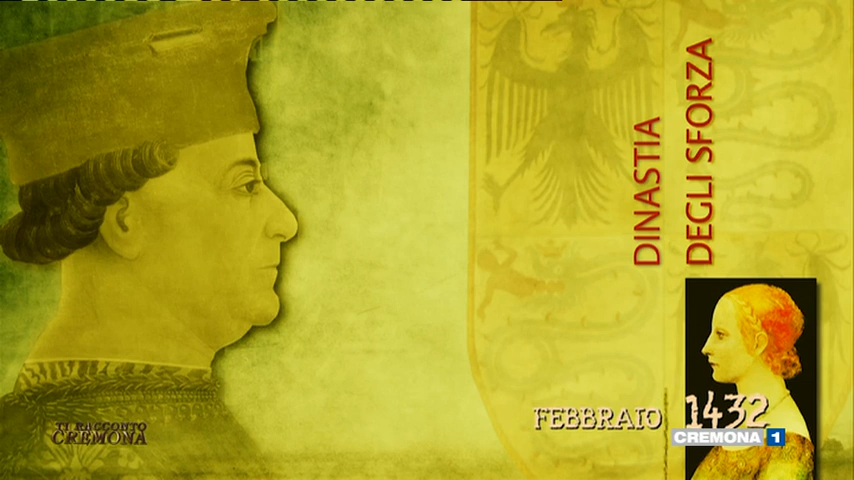 DINASTIA
DEGLI SFORZA
FEBBRAIO 1432
CREMONA 1
TI RACCONTO
CREMONA